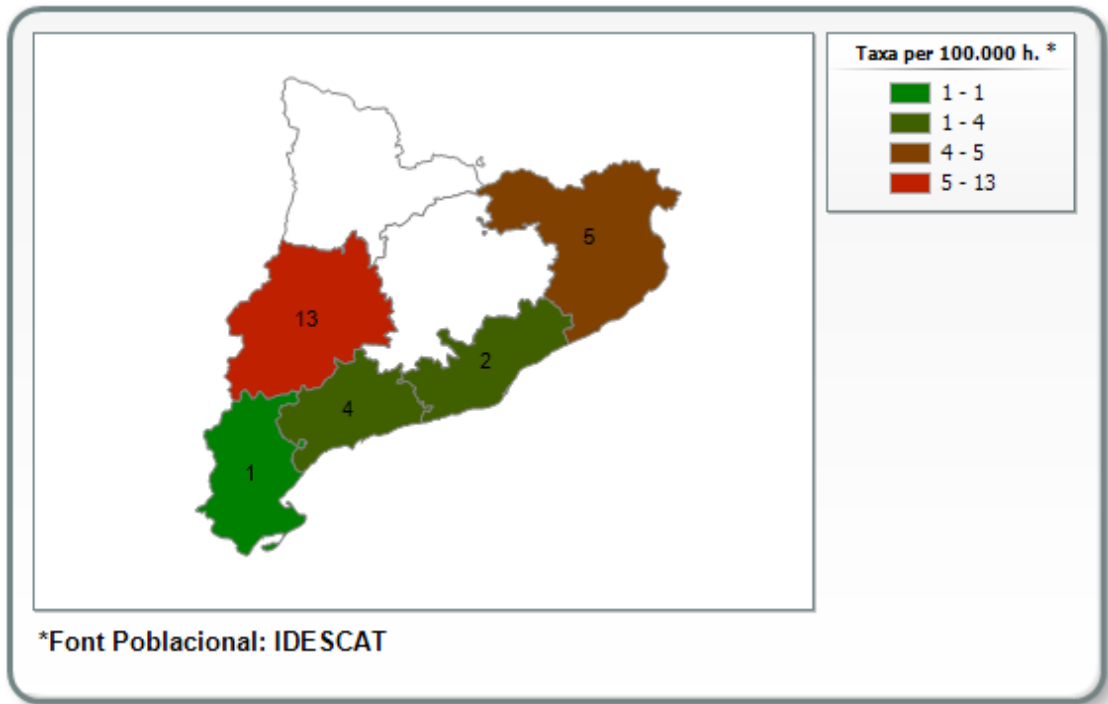 Taxa per 100.000 h. *
1 - 1
1 - 4
4 - 5
5 - 13
5
13
2
4
1
*Font Poblacional: IDESCAT